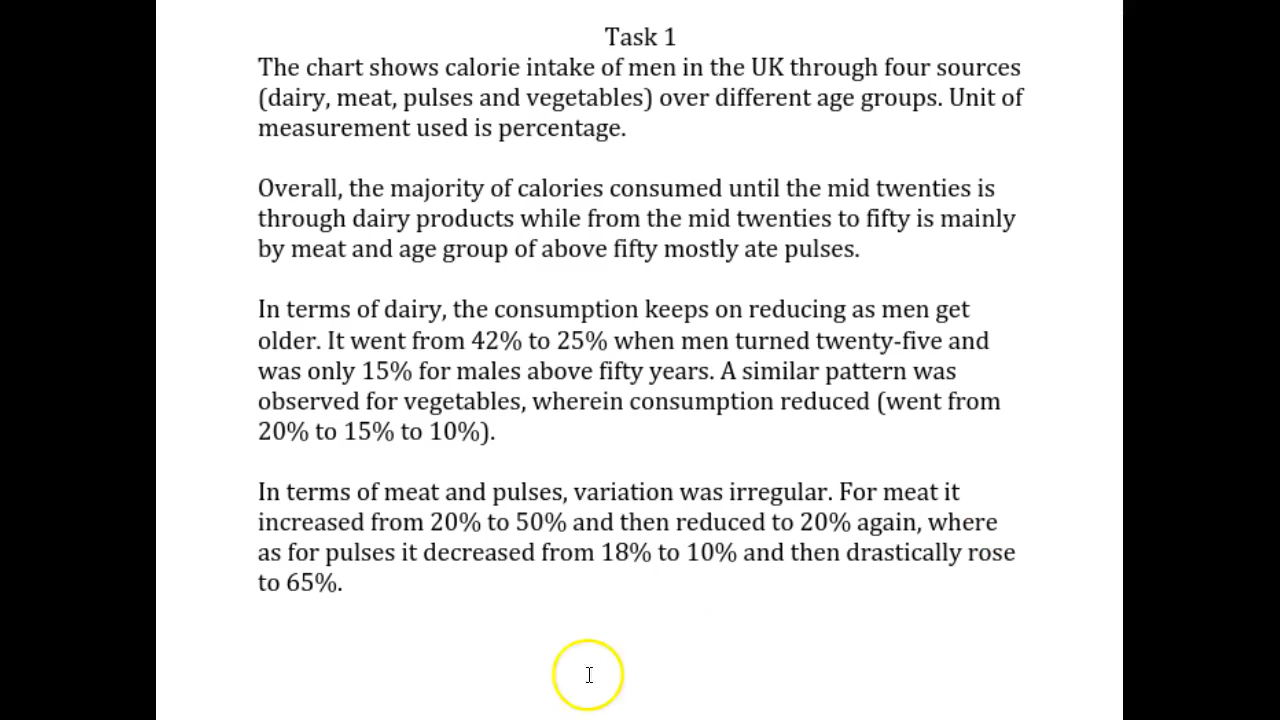 Task 1
The chart shows calorie intake of men in the UK through four sources
(dairy, meat, pulses and vegetables) over different age groups. Unit of
measurement used is percentage.
Overall, the majority of calories consumed until the mid twenties is
through dairy products while from the mid twenties to fifty is mainly
by meat and age group of above fifty mostly ate pulses.
In terms of dairy, the consumption keeps on reducing as men get
older. It went from 42% to 25% when men turned twenty-five and
was only 15% for males above fifty years. A similar pattern was
observed for vegetables, wherein consumption reduced (went from
20% to 15% to 10%).
In terms of meat and pulses, variation was irregular. For meat it
increased from 20% to 50% and then reduced to 20% again, where
as for pulses it decreased from 18% to 10% and then drastically rose
to 65%.